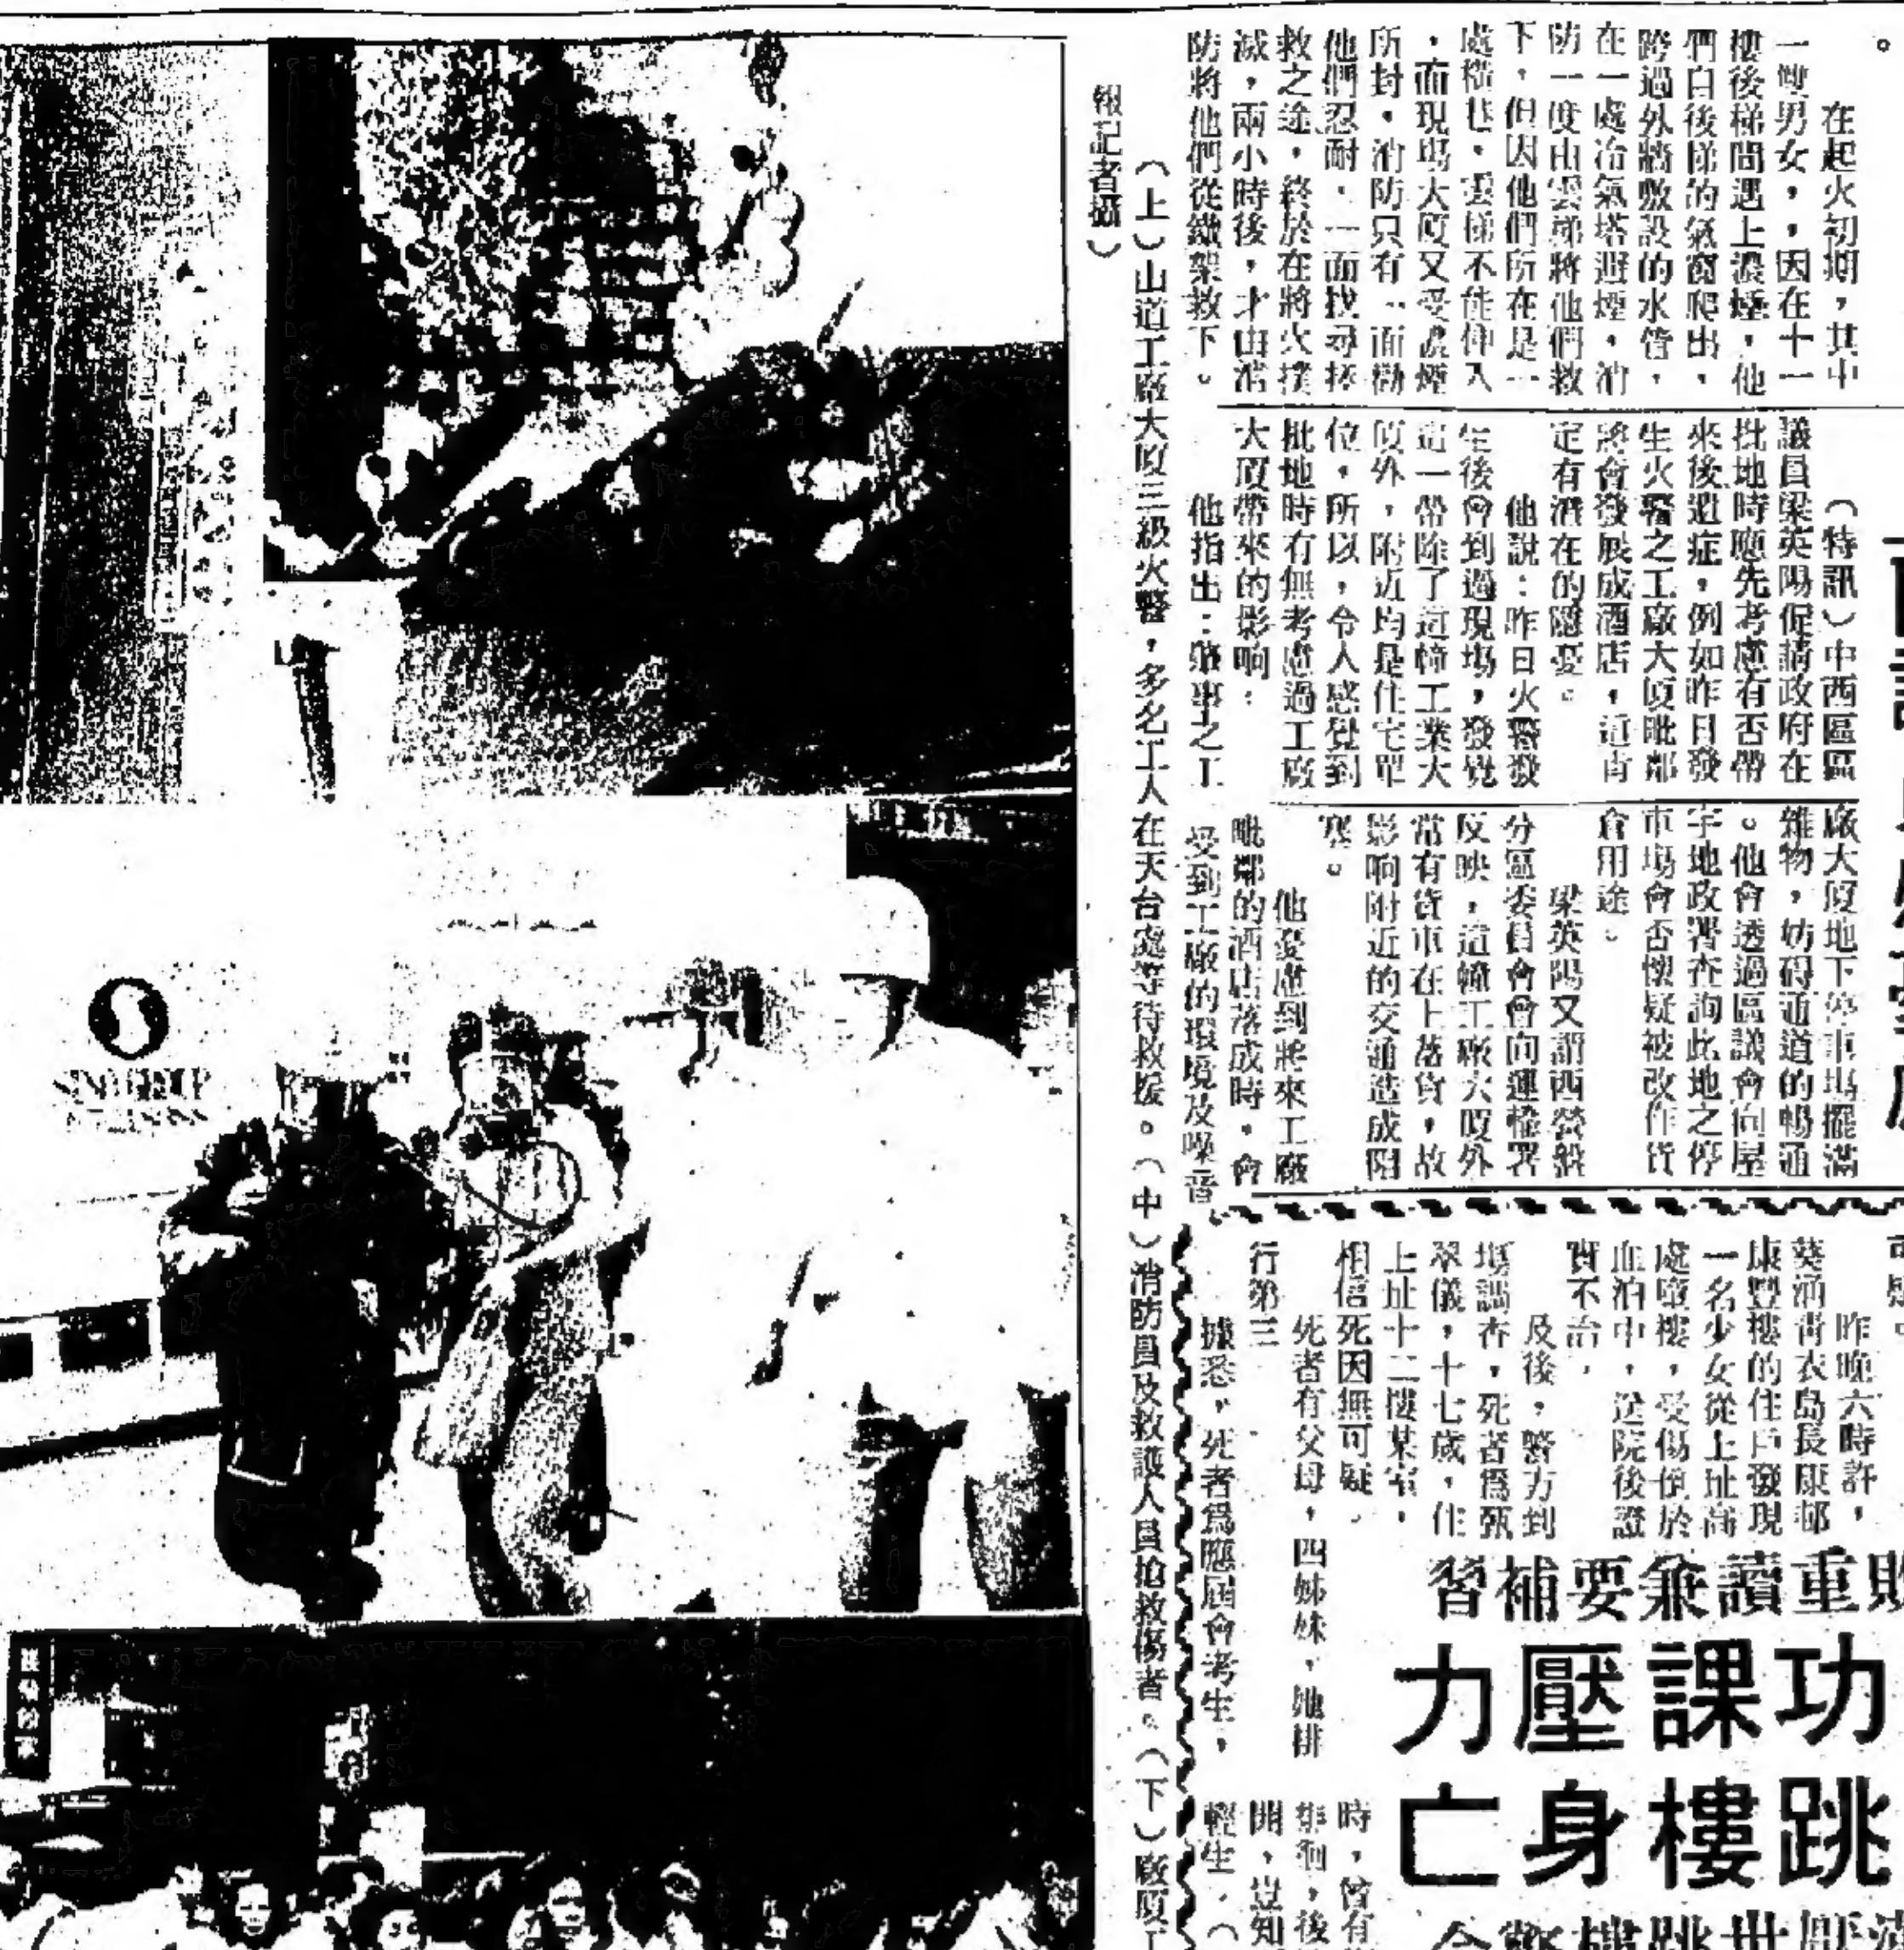 。
在起火初期，其中
一雙男女，，因在十一
樓後梯間遇上濃煙，他
們自後梯的氣窗爬出，
跨過外牆敷設的水管，
在一處冷氣塔避煙，消
防一度由雲梯將他們救
下，但因他們所在是一
處橫巷，雲梯不能伸入
，而現場大廈又受濃煙
所封，消防只有一面勸
他們忍耐，一面找尋拯
救之途，終於在將火撲
滅，兩小時後，才由消
防將他們從鐵架救下。
（特訊）中西區區
議員梁英陽促請政府在
批地時應先考慮有否帶
來後遺症，例如昨日發
生火警之工廠大廈毗鄰
將會發展成酒店，這肯
定有潛在的隱憂。
他說：昨日火警發
生後曾到過現場，發覺
這一帶除了這幢工業大
廈外，附近均是住宅單
位，所以，令人感覺到
批地時有無考慮過工廠
大廈帶來的影响。
他指出：肇事之工
廠大廈地下停車場擺滿
雜物，妨碍通道的暢通
。他會透過區議會向屋
宇地政署查詢此地之停
車場會否懷疑被改作貨
倉用途。
梁英陽又謂西營盤
分區委員會曾向運輸署
反映，這幢工廠大廈外
常有貨車在上落貨，故
影响附近的交通造成阻
塞。
他憂慮到將來工廠
毗鄰的酒店落成時，會
受到工廠的環境及噪音
（上）山道工廠大廈三級火警，多名工人在天台處等待救援。（中）消防員及救護人員搶救傷者。（下）廠廈工
報記者攝）
SINO GROUP
重讀兼要補習
功課壓力
跳樓身亡
昨晚六時許，
葵涌青衣島長康邨
康豐樓的住戶發現
一名少女從上址高
處墮樓，受傷倒於
血泊中，送院後證
實不治，
及後，警方到
場調查，死者爲甄
翠儀，十七歲，住
上址十二樓某室，
相信死因無可疑。
死者有父母，四姊妹，她排
行第三
據悉，死者爲應屆會考生，
時，曾有
徘徊，後
開，豈知
輕生，（